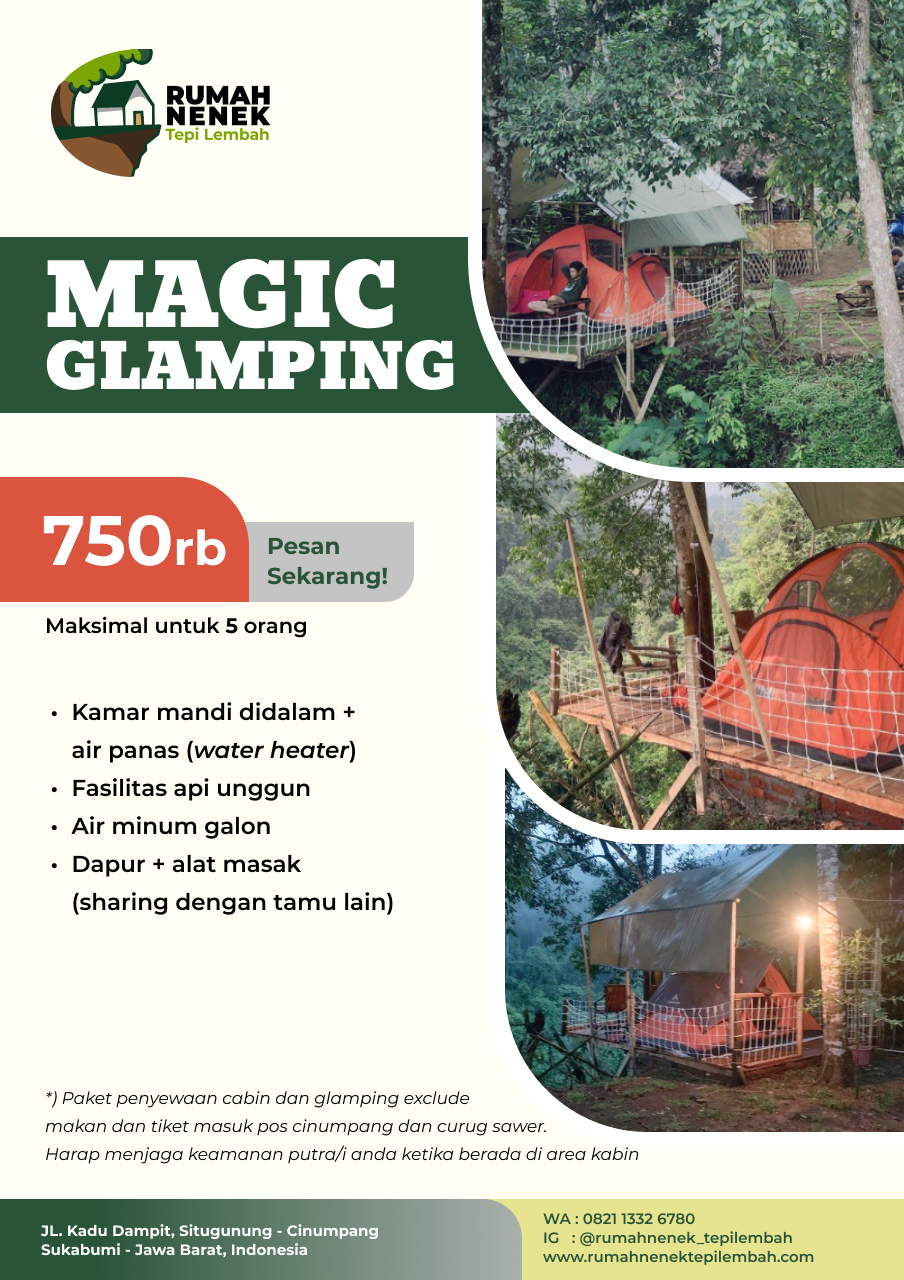 RUMAH
NENEK
Tepi Lembah
MAGIC
GLAMPING
750rb
Pesan
Sekarang!
Maksimal untuk 5 orang
• Kamar mandi didalam +
air panas (water heater)
• Fasilitas api unggun
• Air minum galon
• Dapur + alat masak
(sharing dengan tamu lain)
*) Paket penyewaan cabin dan glamping exclude
makan dan tiket masuk pos cinumpang dan curug sawer.
Harap menjaga keamanan putra/i anda ketika berada di area kabin
JL. Kadu Dampit, Situgunung - Cinumpang
Sukabumi - Jawa Barat, Indonesia
WA : 0821 1332 6780
IG : @rumahnenek_tepilembah
www.rumahnenektepilembah.com